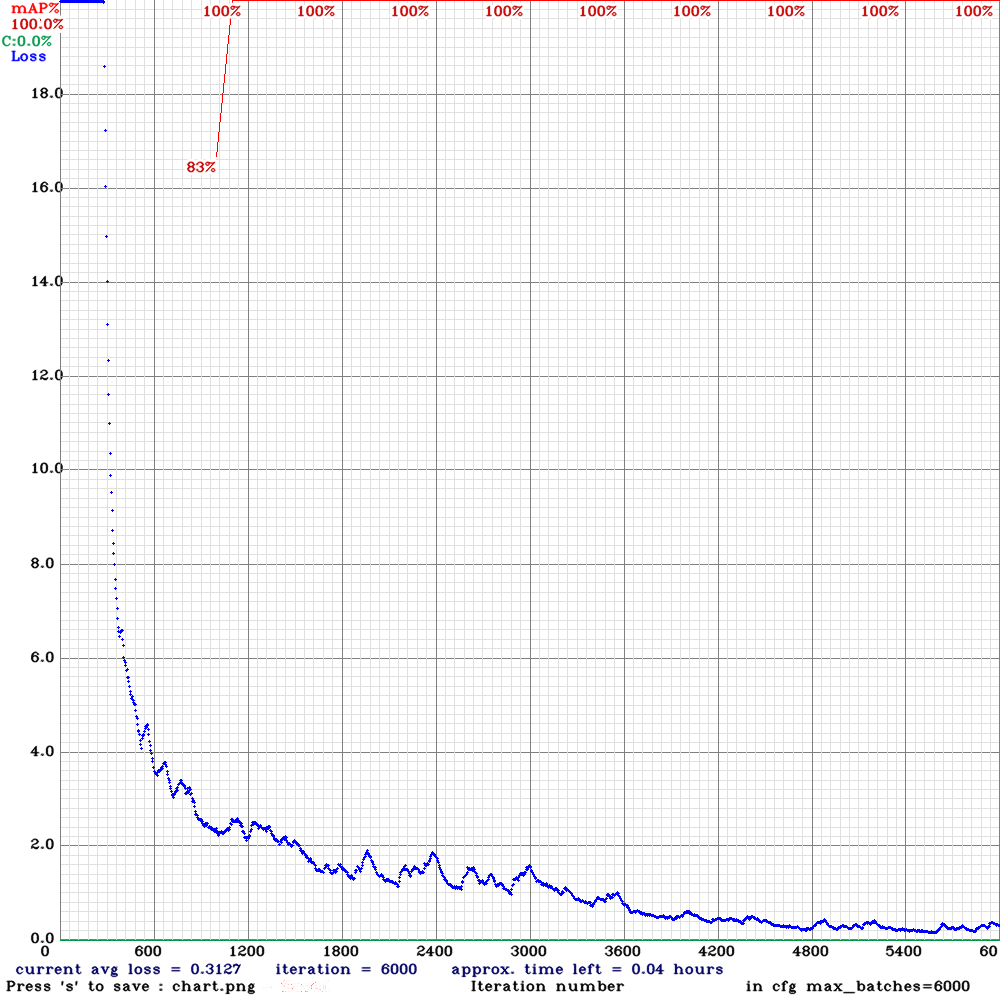 mAP% 100% 100% 100% 100% 100% 100% 100% 100% 100%
100.0%
C:0.0%
Loss
18.0
83%
16.0
14.0
12.0
10.0
8.0
6.0
4.0
2.0
0.0
0 600 1200 1800 2400 3000 3600 4200 4800 5400 60
current avg loss = 0.3127 iteration = 6000 approx. time left = 0.04 hours
Press 's' to save : chart.png Iteration number in cfg max_batches=6000